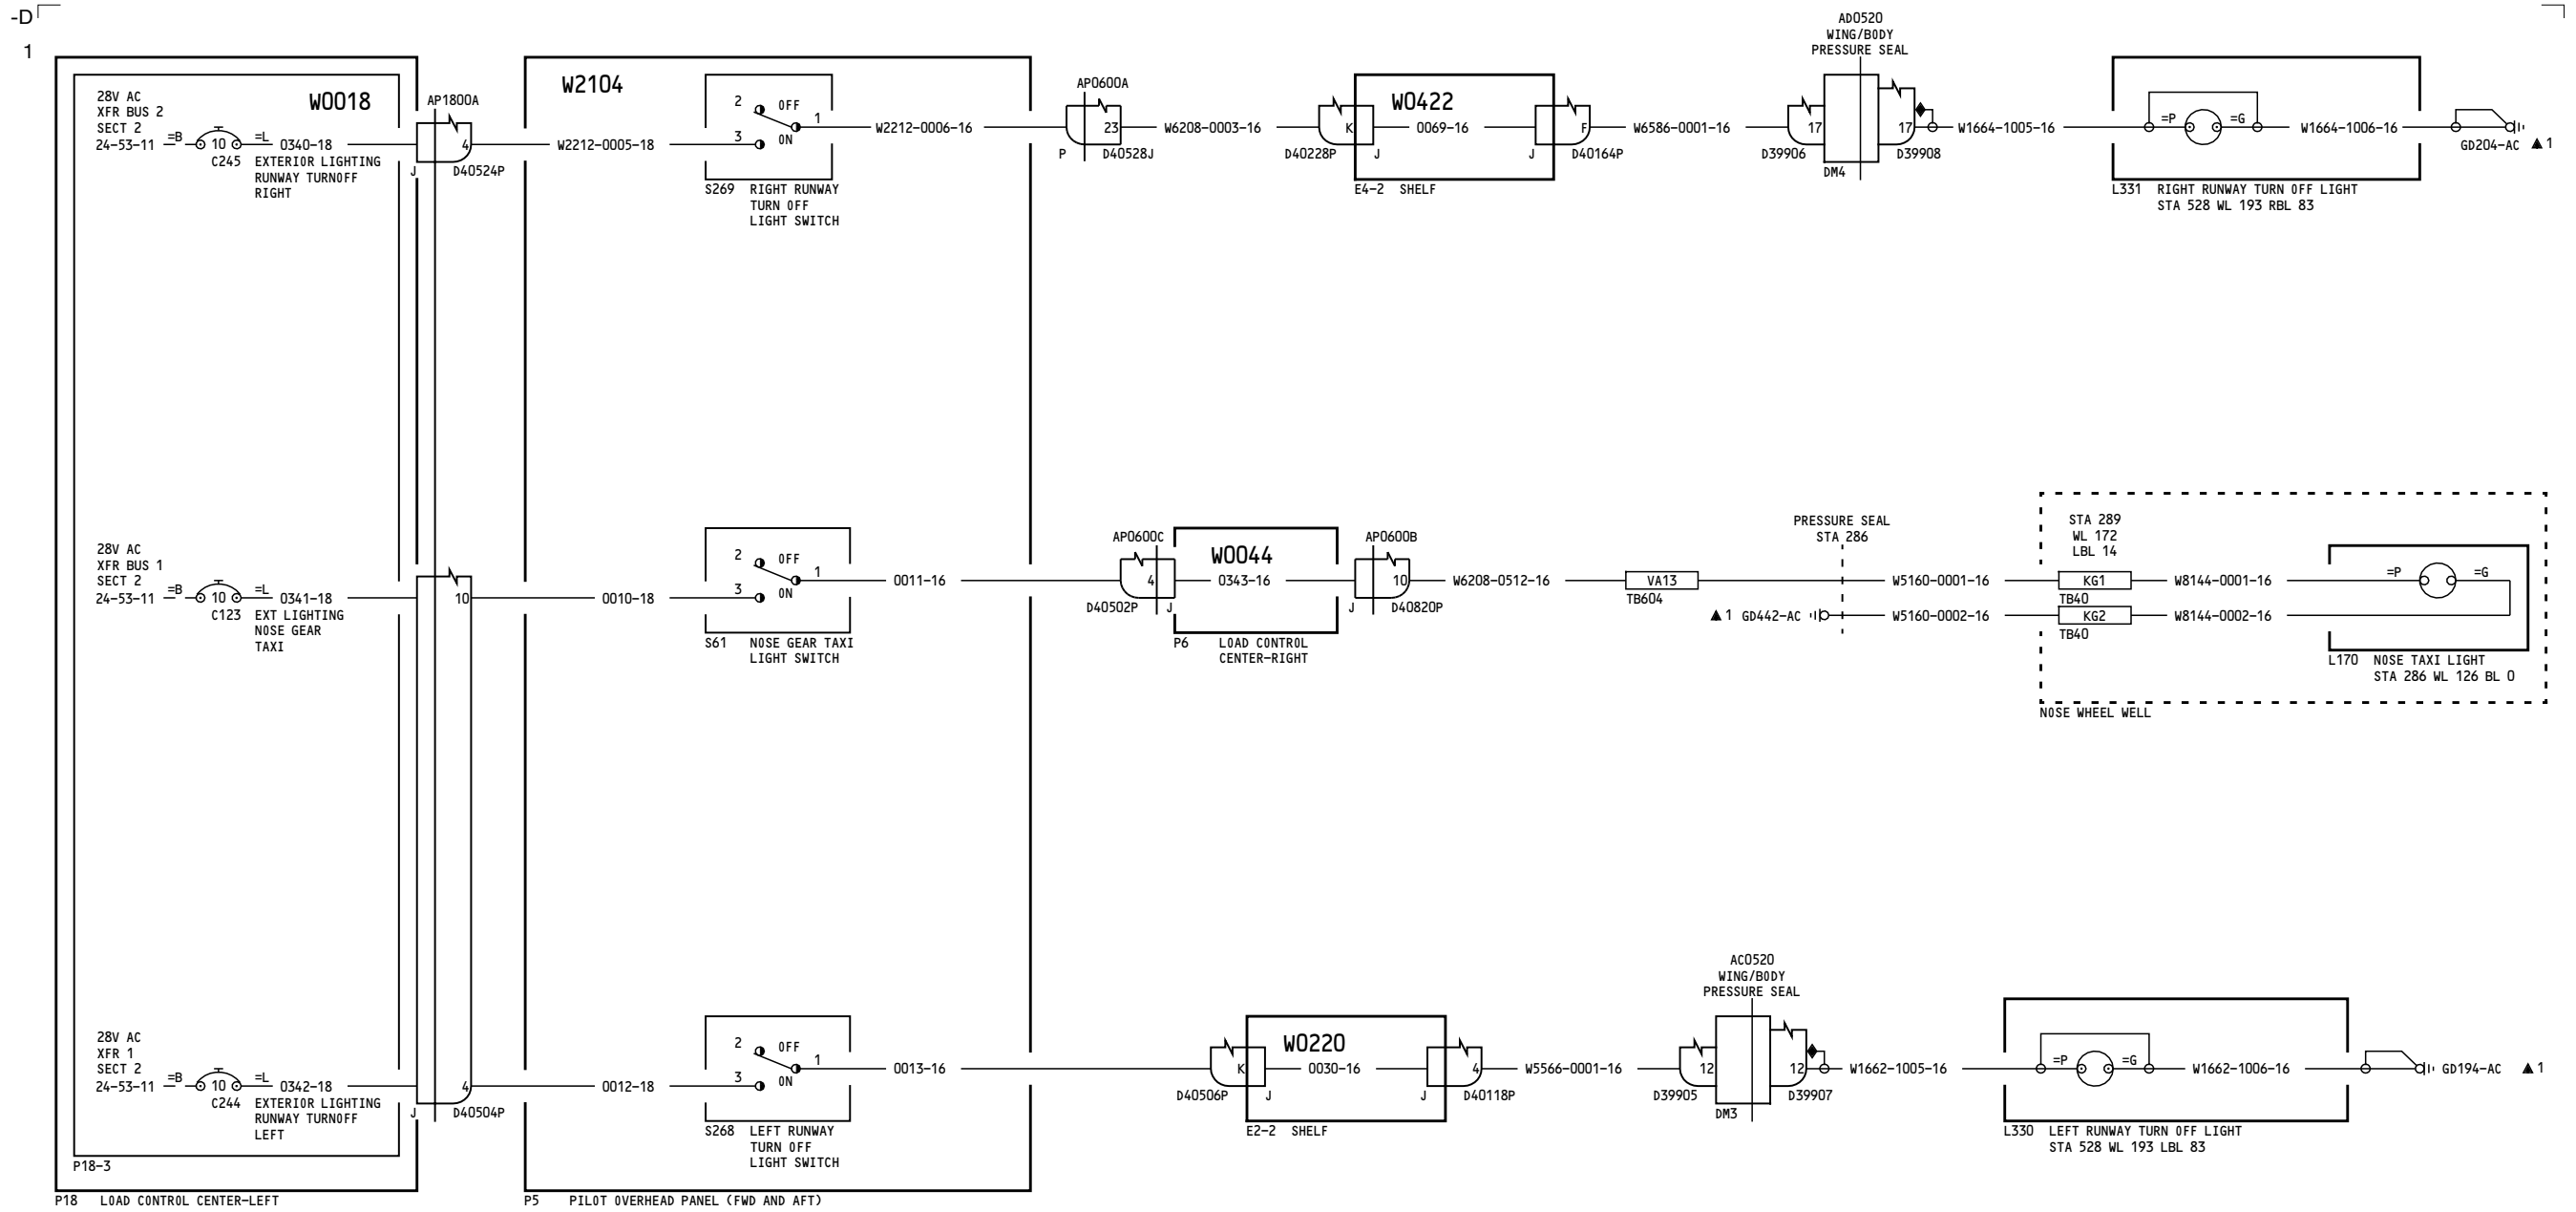 -D
1
28V AC
XFR BUS 2
SECT 2
24-53-11
=B
10
=L
0340-18
C245
EXTERIOR LIGHTING
RUNWAY TURNOFF
RIGHT
W0018
AP1800A
4
J
D40524P
W2104
W2212-0005-18
2
OFF
3
ON
1
S269
RIGHT RUNWAY
TURN OFF
LIGHT SWITCH
W2212-0006-16
AP0600A
23
P
D40528J
W6208-0003-16
K
D40228P
J
W0422
0069-16
E4-2 SHELF
J
F
D40164P
W6586-0001-16
AD0520
WING/BODY
PRESSURE SEAL
17
D39906
DM4
17
D39908
W1664-1005-16
=P
=G
W1664-1006-16
L331 RIGHT RUNWAY TURN OFF LIGHT
STA 528 WL 193 RBL 83
GD204-AC ▲ 1
28V AC
XFR BUS 1
SECT 2
24-53-11
=B
10
=L
0341-18
C123
EXT LIGHTING
NOSE GEAR
TAXI
10
0010-18
2
OFF
3
ON
1
S61
NOSE GEAR TAXI
LIGHT SWITCH
0011-16
AP0600C
4
D40502P
J
W0044
0343-16
P6
LOAD CONTROL
CENTER-RIGHT
AP0600B
10
J
D40820P
W6208-0512-16
VA13
TB604
PRESSURE SEAL
STA 286
▲ 1 GD442-AC
W5160-0001-16
W5160-0002-16
STA 289
WL 172
LBL 14
KG1
TB40
KG2
TB40
W8144-0001-16
W8144-0002-16
=P
=G
L170 NOSE TAXI LIGHT
STA 286 WL 126 BL 0
NOSE WHEEL WELL
28V AC
XFR 1
SECT 2
24-53-11
=B
10
=L
0342-18
C244
EXTERIOR LIGHTING
RUNWAY TURNOFF
LEFT
4
J
D40504P
0012-18
2
OFF
3
ON
1
S268
LEFT RUNWAY
TURN OFF
LIGHT SWITCH
0013-16
K
D40506P
J
W0220
0030-16
E2-2 SHELF
J
4
D40118P
W5566-0001-16
AC0520
WING/BODY
PRESSURE SEAL
12
D39905
DM3
12
D39907
W1662-1005-16
=P
=G
W1662-1006-16
L330 LEFT RUNWAY TURN OFF LIGHT
STA 528 WL 193 LBL 83
GD194-AC ▲ 1
P18-3
P18 LOAD CONTROL CENTER-LEFT
P5 PILOT OVERHEAD PANEL (FWD AND AFT)